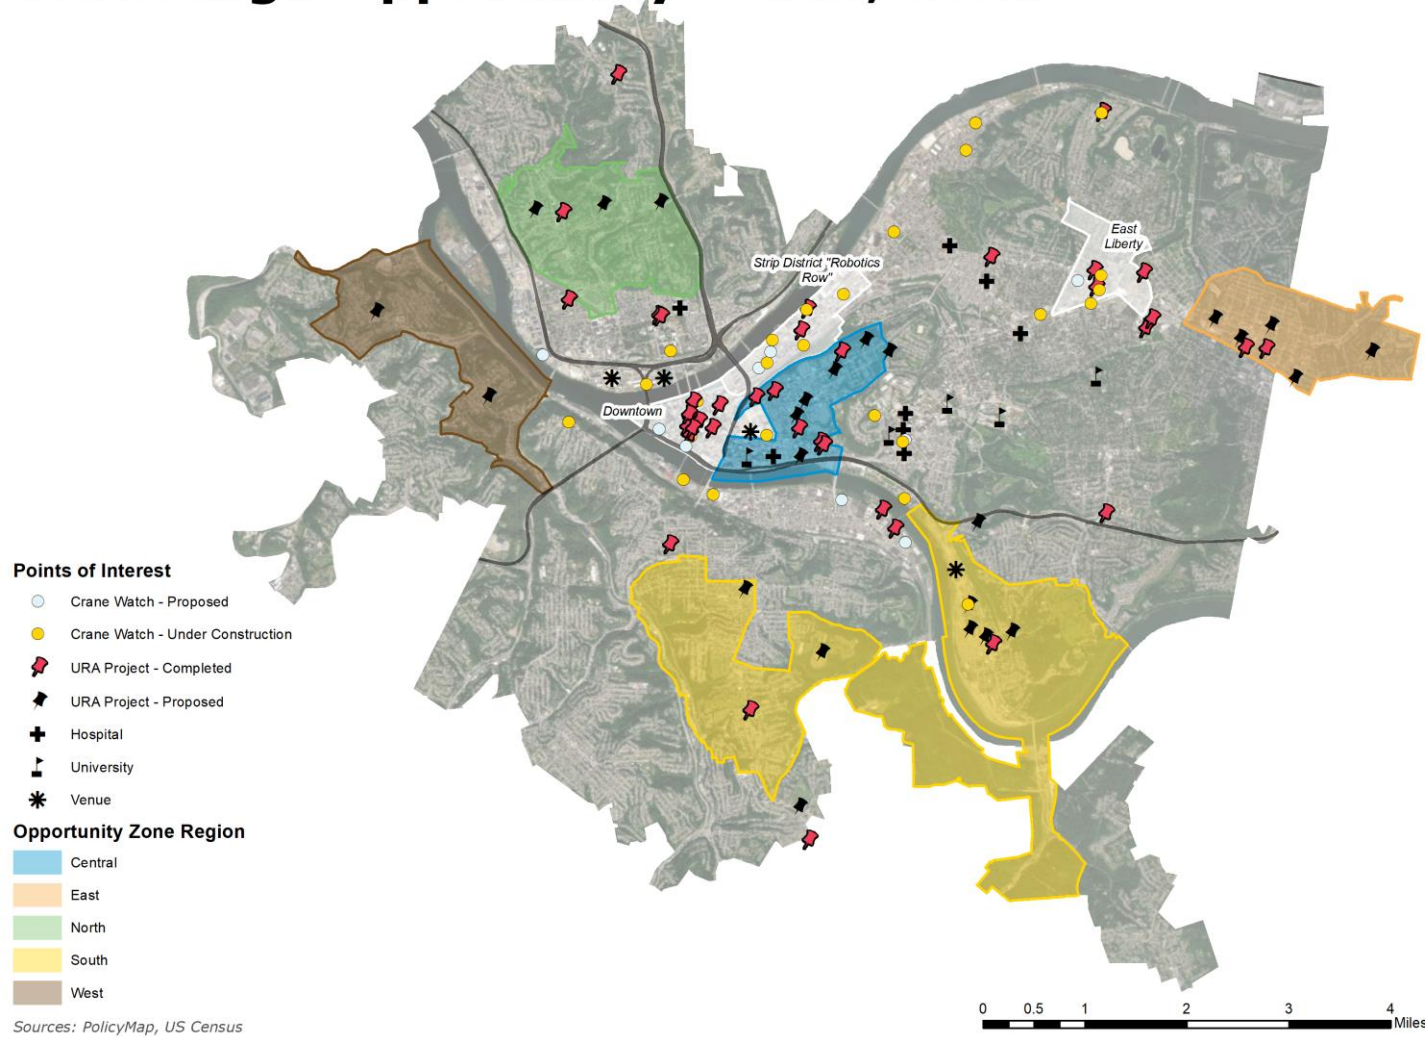 East
Liberty
Strip District "Robotics
Row"
Downtown
Points of Interest
Crane Watch - Proposed
Crane Watch - Under Construction
URA Project - Completed
URA Project - Proposed
Hospital
University
Venue
Opportunity Zone Region
Central
East
North
South
West
Sources: PolicyMap, US Census
0 0.5 1 2 3 4
Miles